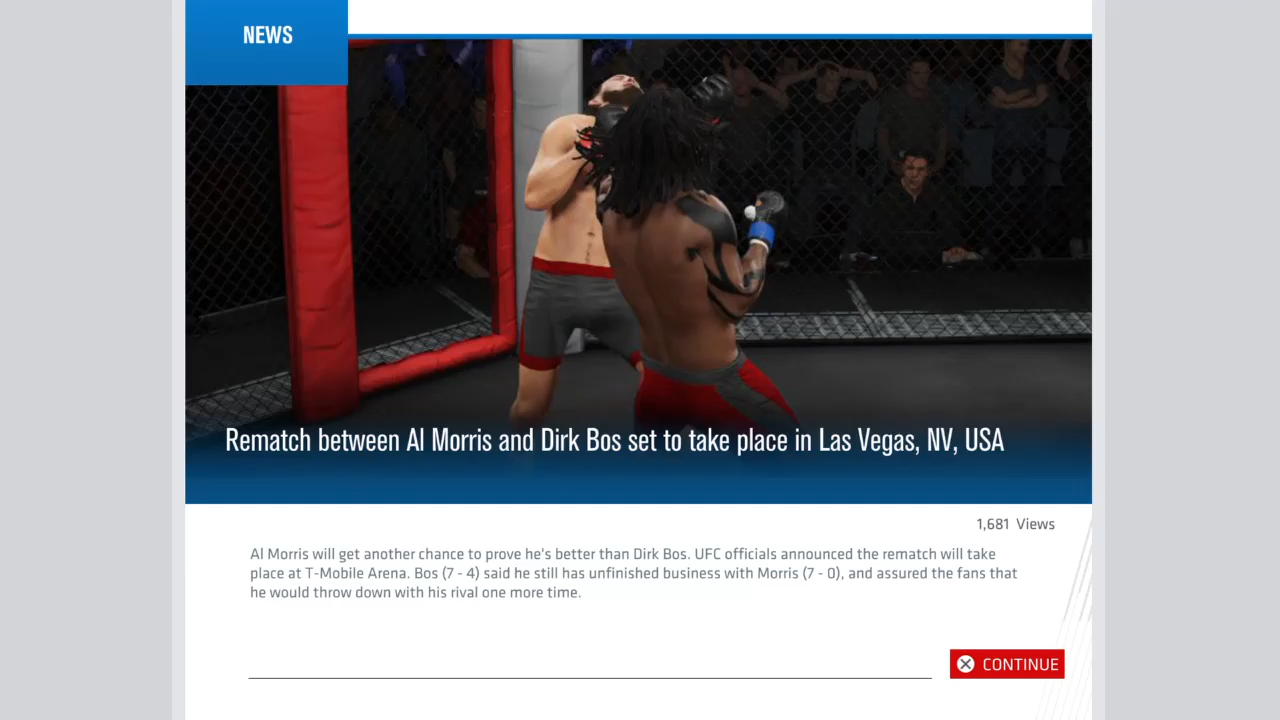 NEWS
Rematch between Al Morris and Dirk Bos set to take place in Las Vegas, NV, USA
1,681 Views
Al Morris will get another chance to prove he's better than Dirk Bos. UFC officials announced the rematch will take
place at T-Mobile Arena. Bos (7 - 4) said he still has unfinished business with Morris (7 - 0), and assured the fans that
he would throw down with his rival one more time.
CONTINUE